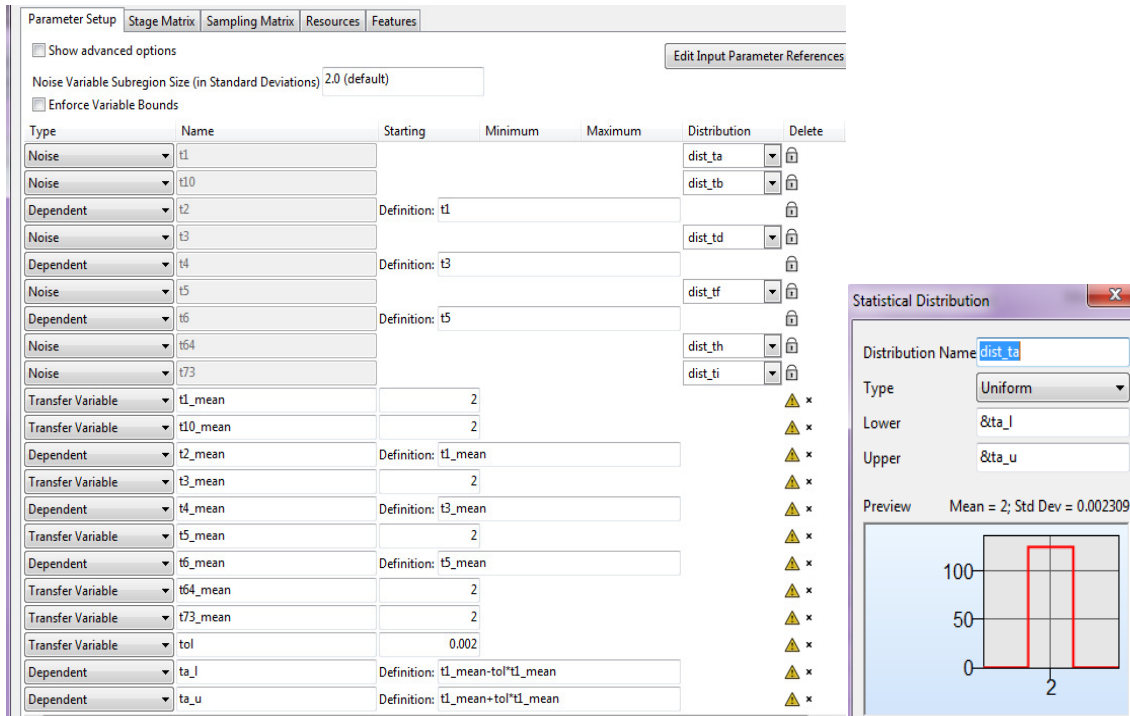 Parameter Setup Stage Matrix Sampling Matrix Resources Features
Show advanced options
Edit Input Parameter References
Noise Variable Subregion Size (in Standard Deviations) 2.0 (default)
Enforce Variable Bounds
Type Name Starting Minimum Maximum Distribution Delete
Noise t1 dist_ta
Noise t10 dist_tb
Dependent t2 Definition: t1
Noise t3 dist_td
Dependent t4 Definition: t3
Noise t5 dist_tf
Dependent t6 Definition: t5
Noise t64 dist_th
Noise t73 dist_ti
Transfer Variable t1_mean 2
Transfer Variable t10_mean 2
Dependent t2_mean Definition: t1_mean
Transfer Variable t3_mean 2
Dependent t4_mean Definition: t3_mean
Transfer Variable t5_mean 2
Dependent t6_mean Definition: t5_mean
Transfer Variable t64_mean 2
Transfer Variable t73_mean 2
Transfer Variable tol 0.002
Dependent ta_l Definition: t1_mean-tol*t1_mean
Dependent ta_u Definition: t1_mean+tol*t1_mean
Statistical Distribution
Distribution Name dist_ta
Type Uniform
Lower &ta_l
Upper &ta_u
Preview Mean = 2; Std Dev = 0.002309
100
50
0
2